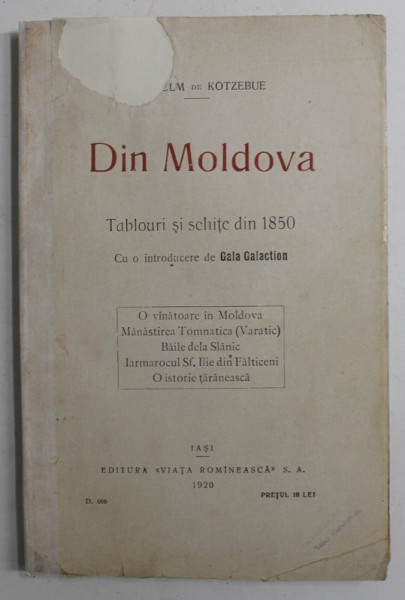 ELM DE KOTZEBUE
Din Moldova
Tablouri și schițe din 1850
Cu o introducere de Gala Galaction
O vînătoare în Moldova
Mănăstirea Tomnatica (Varatic)
Băile dela Slănic
Iarmarocul Sf. Ilie din Fălticeni
O istorie țărănească
IAȘI
EDITURA «VIAȚA ROMÎNEASCĂ» S. A.
1920
D. 606
PREȚUL 18 LEI